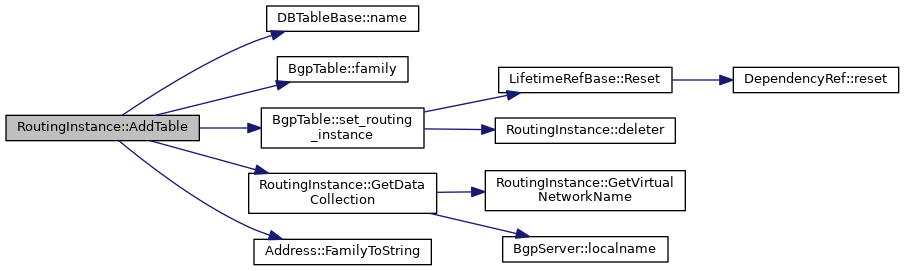 DBTableBase::name
BgpTable::family
LifetimeRefBase::Reset
DependencyRef::reset
RoutingInstance::AddTable
BgpTable::set_routing
_instance
RoutingInstance::deleter
RoutingInstance::GetData
Collection
RoutingInstance::GetVirtual
NetworkName
Address::FamilyToString
BgpServer::localname